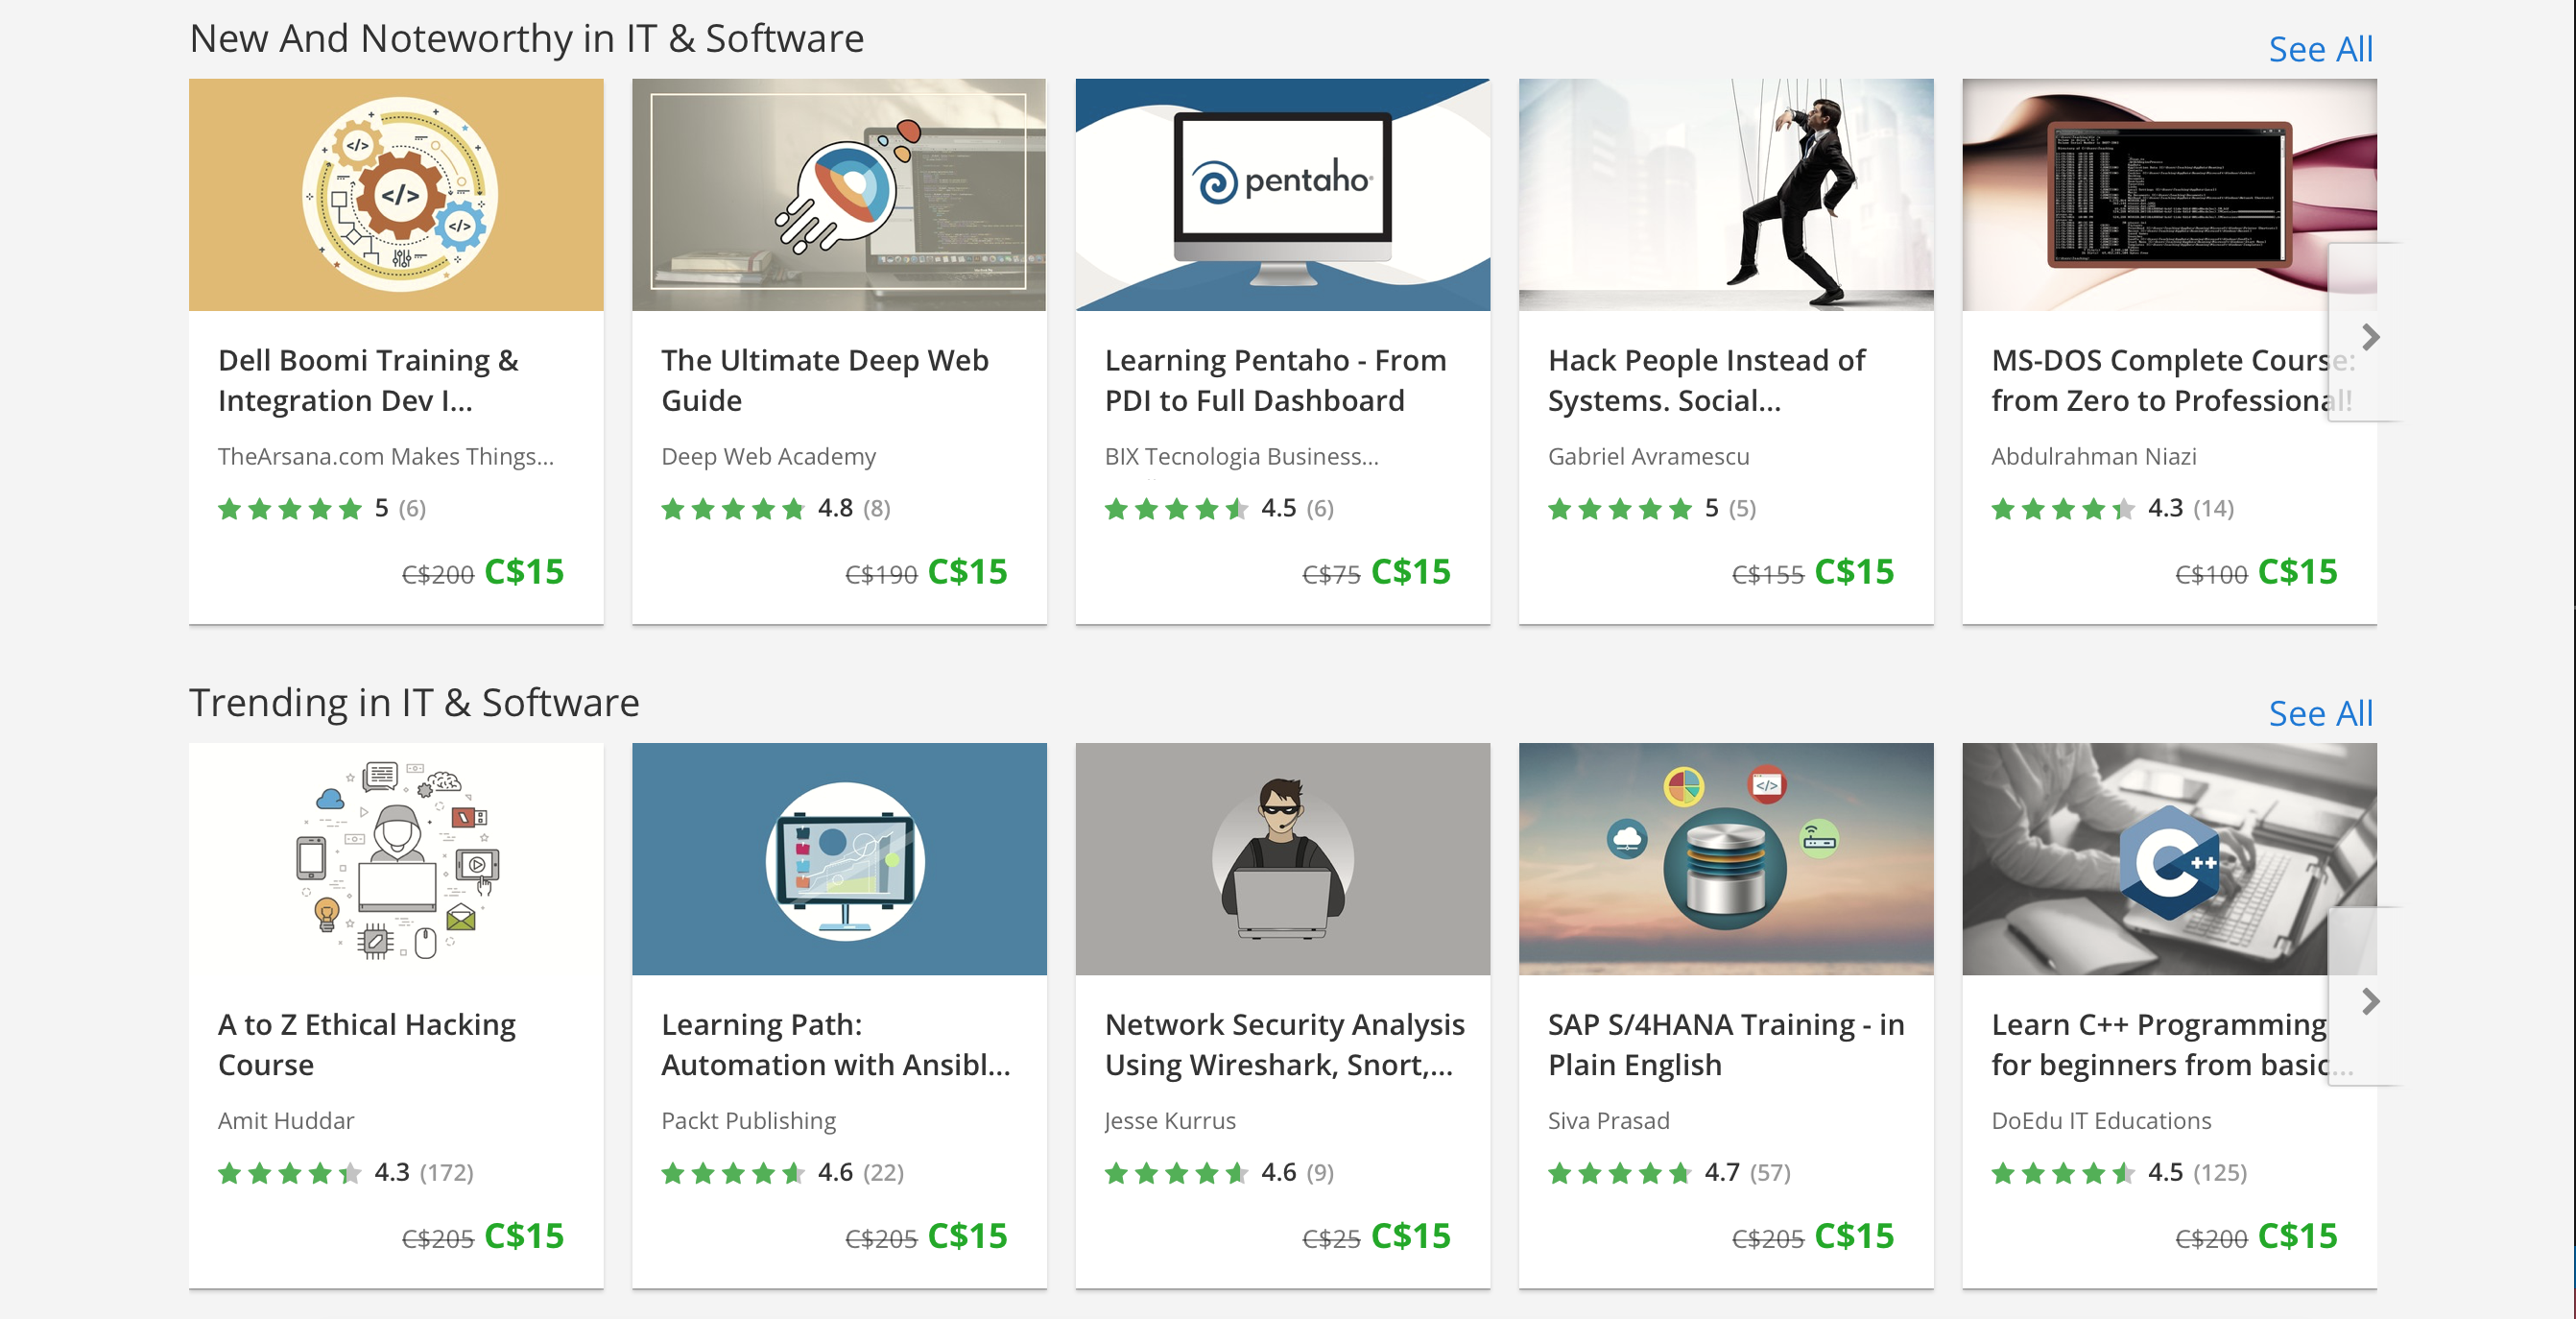 New And Noteworthy in IT & Software
See All
pentaho
Dell Boomi Training &
Integration Dev I...
TheArsana.com Makes Things...
5 (6)
C$200 C$15
The Ultimate Deep Web
Guide
Deep Web Academy
4.8 (8)
C$190 C$15
Learning Pentaho - From
PDI to Full Dashboard
BIX Tecnologia Business...
4.5 (6)
C$75 C$15
Hack People Instead of
Systems. Social...
Gabriel Avramescu
5 (5)
C$155 C$15
MS-DOS Complete Course:
from Zero to Professional!
Abdulrahman Niazi
4.3 (14)
C$100 C$15
Trending in IT & Software
See All
C++
A to Z Ethical Hacking
Course
Amit Huddar
4.3 (172)
C$205 C$15
Learning Path:
Automation with Ansibl...
Packt Publishing
4.6 (22)
C$205 C$15
Network Security Analysis
Using Wireshark, Snort,...
Jesse Kurrus
4.6 (9)
C$25 C$15
SAP S/4HANA Training - in
Plain English
Siva Prasad
4.7 (57)
C$205 C$15
Learn C++ Programming
for beginners from basic...
DoEdu IT Educations
4.5 (125)
C$200 C$15